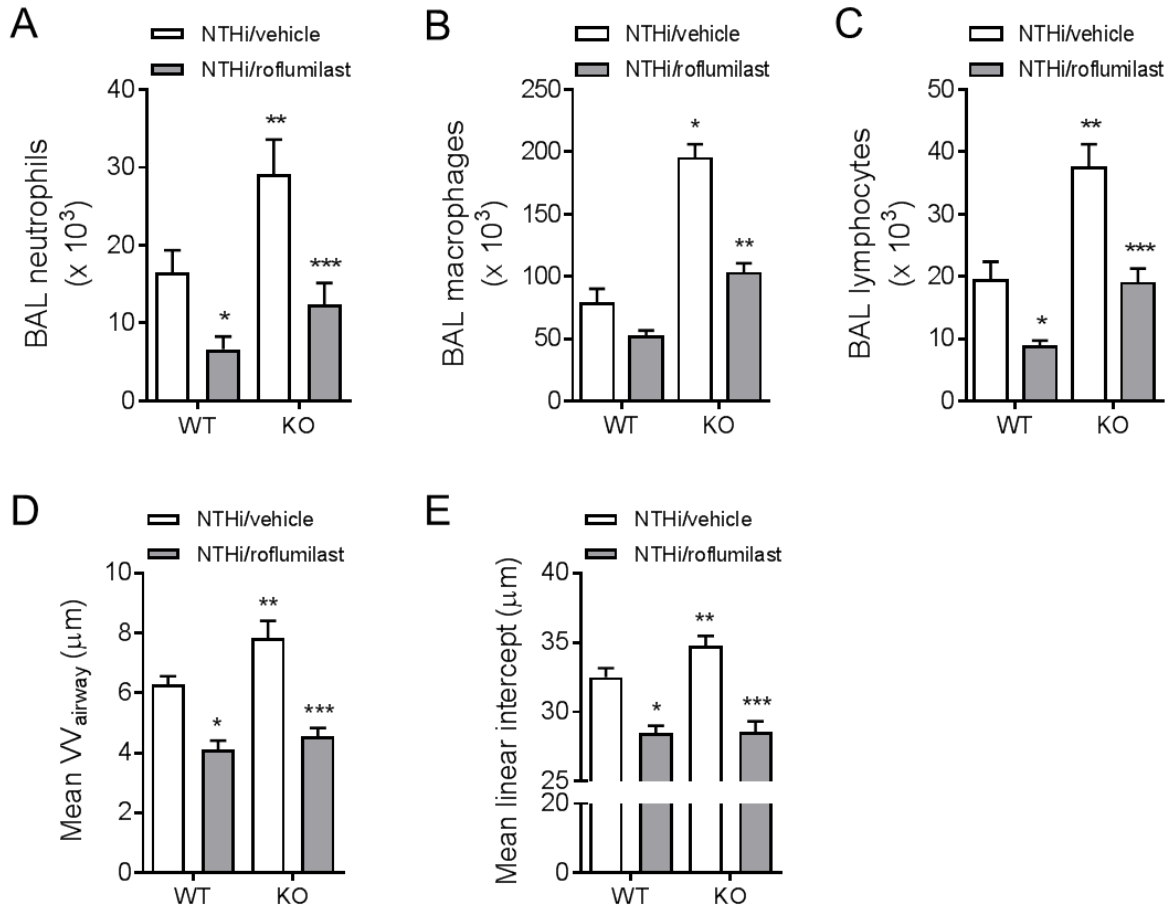 A
NTHi/vehicle
NTHi/roflumilast
BAL neutrophils
(x 10³)
40
30
20
10
0
*
**
***
WT
KO
B
NTHi/vehicle
NTHi/roflumilast
BAL macrophages
(x 10³)
250
200
150
100
50
0
*
**
WT
KO
C
NTHi/vehicle
NTHi/roflumilast
BAL lymphocytes
(x 10³)
50
40
30
20
10
0
*
**
***
WT
KO
D
NTHi/vehicle
NTHi/roflumilast
Mean VVairway (μm)
10
8
6
4
2
0
*
**
***
WT
KO
E
NTHi/vehicle
NTHi/roflumilast
Mean linear intercept (μm)
40
35
30
25
20
0
*
**
***
WT
KO